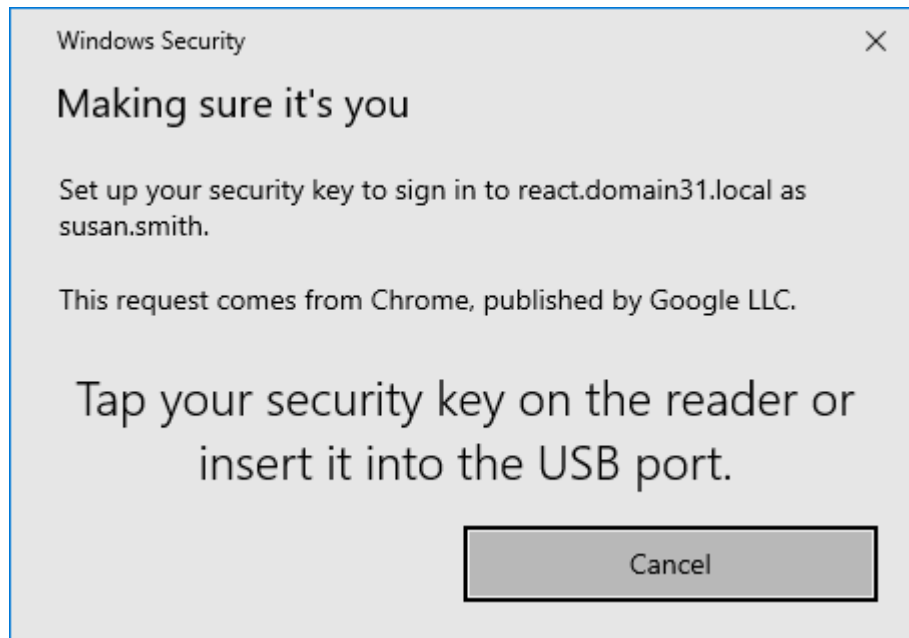 Windows Security
Making sure it's you
Set up your security key to sign in to react.domain31.local as
susan.smith.
This request comes from Chrome, published by Google LLC.
Tap your security key on the reader or
insert it into the USB port.
Cancel